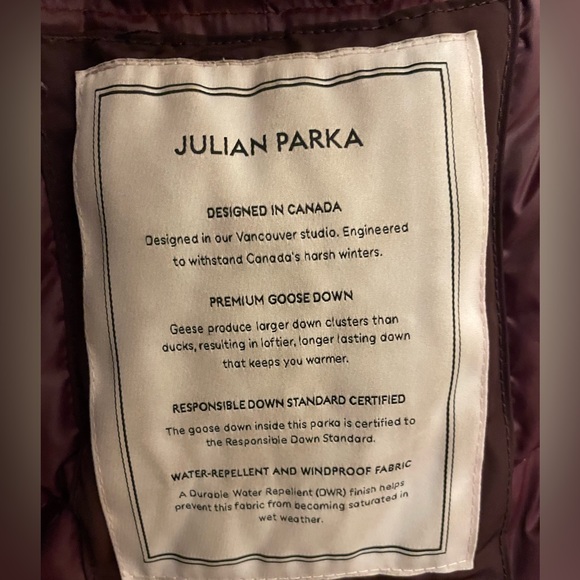 JULIAN PARKA
DESIGNED IN CANADA
Designed in our Vancouver studio. Engineered
to withstand Canada's harsh winters.
PREMIUM GOOSE DOWN
Geese produce larger down clusters than
ducks, resulting in loftier, longer lasting down
that keeps you warmer.
RESPONSIBLE DOWN STANDARD CERTIFIED
The goose down inside this parka is certified to
the Responsible Down Standard.
WATER-REPELLENT AND WINDPROOF FABRIC
A Durable Water Repellent (DWR) finish helps
prevent this fabric from becoming saturated in
wet weather.